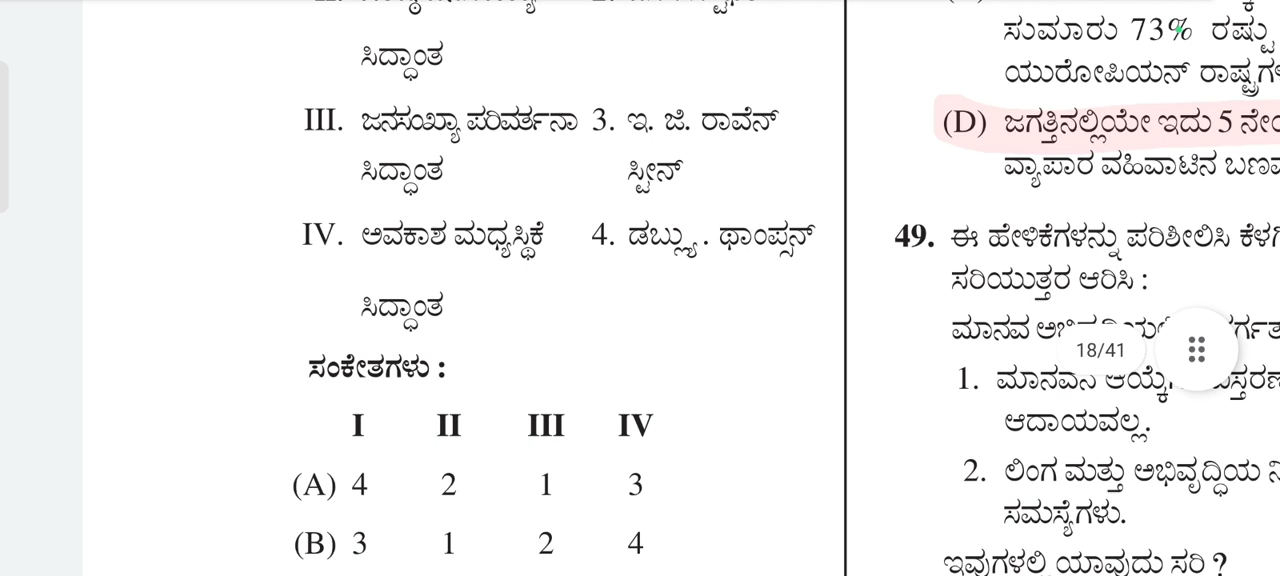 ಸಿದ್ಧಾಂತ
III. ಜನಸಂಖ್ಯಾ ಪರಿವರ್ತನಾ 3. ಇ. ಜಿ. ರಾವೆನ್
ಸಿದ್ಧಾಂತ ಸ್ಟೀನ್
IV. ಅವಕಾಶ ಮಧ್ಯಸ್ಥಿಕೆ 4. ಡಬ್ಲ್ಯು. ಥಾಂಪ್ಸನ್
ಸಿದ್ಧಾಂತ
ಸಂಕೇತಗಳು :
I II III IV
(A) 4 2 1 3
(B) 3 1 2 4
ಸುಮಾರು 73% ರಷ್ಟು
ಯುರೋಪಿಯನ್
(D) ಜಗತ್ತಿನಲ್ಲಿಯೇ ಇದು 5
ವ್ಯಾಪಾರ ವಹಿವಾಟಿನ
49. ಈ ಹೇಳಿಕೆಗಳನ್ನು ಪರಿಶೀಲಿಸಿ
ಸರಿಯುತ್ತರ ಆರಿಸಿ :
ಮಾನವ
18/41
1. ಮಾನವನ
ಆದಾಯವಲ್ಲ.
2. ಲಿಂಗ ಮತ್ತು ಅಭಿವೃದ್ಧಿಯ
ಸಮಸ್ಯೆಗಳು.
ಇವುಗಳಲ್ಲಿ ಯಾವುದು ಸರಿ ?